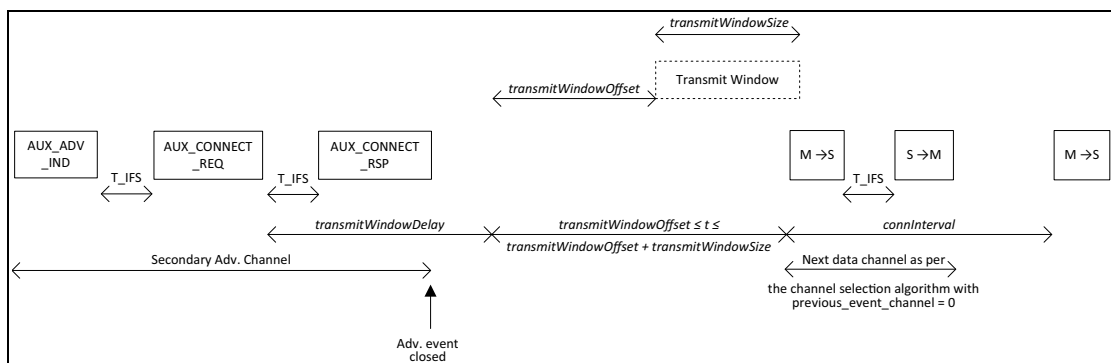 transmitWindowSize
Transmit Window
transmitWindowOffset
AUX_ADV
_IND
AUX_CONNECT
_REQ
AUX_CONNECT
_RSP
M →S
S →M
M →S
T_IFS
T_IFS
T_IFS
transmitWindowDelay
transmitWindowOffset ≤ t ≤
transmitWindowOffset + transmitWindowSize
connInterval
Secondary Adv. Channel
Next data channel as per
the channel selection algorithm with
previous_event_channel = 0
Adv. event
closed